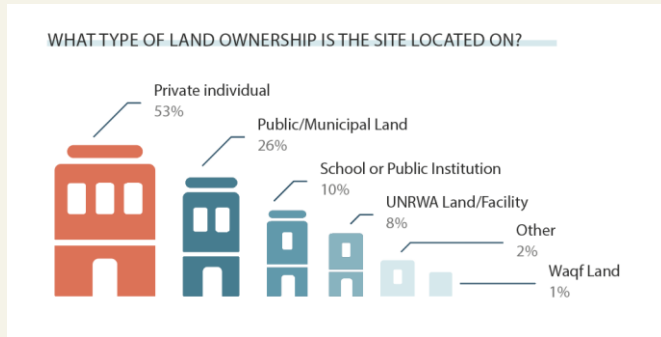 WHAT TYPE OF LAND OWNERSHIP IS THE SITE LOCATED ON?
Private individual
53%
Public/Municipal Land
26%
School or Public Institution
10%
UNRWA Land/Facility
8%
Other
2%
Waqf Land
1%